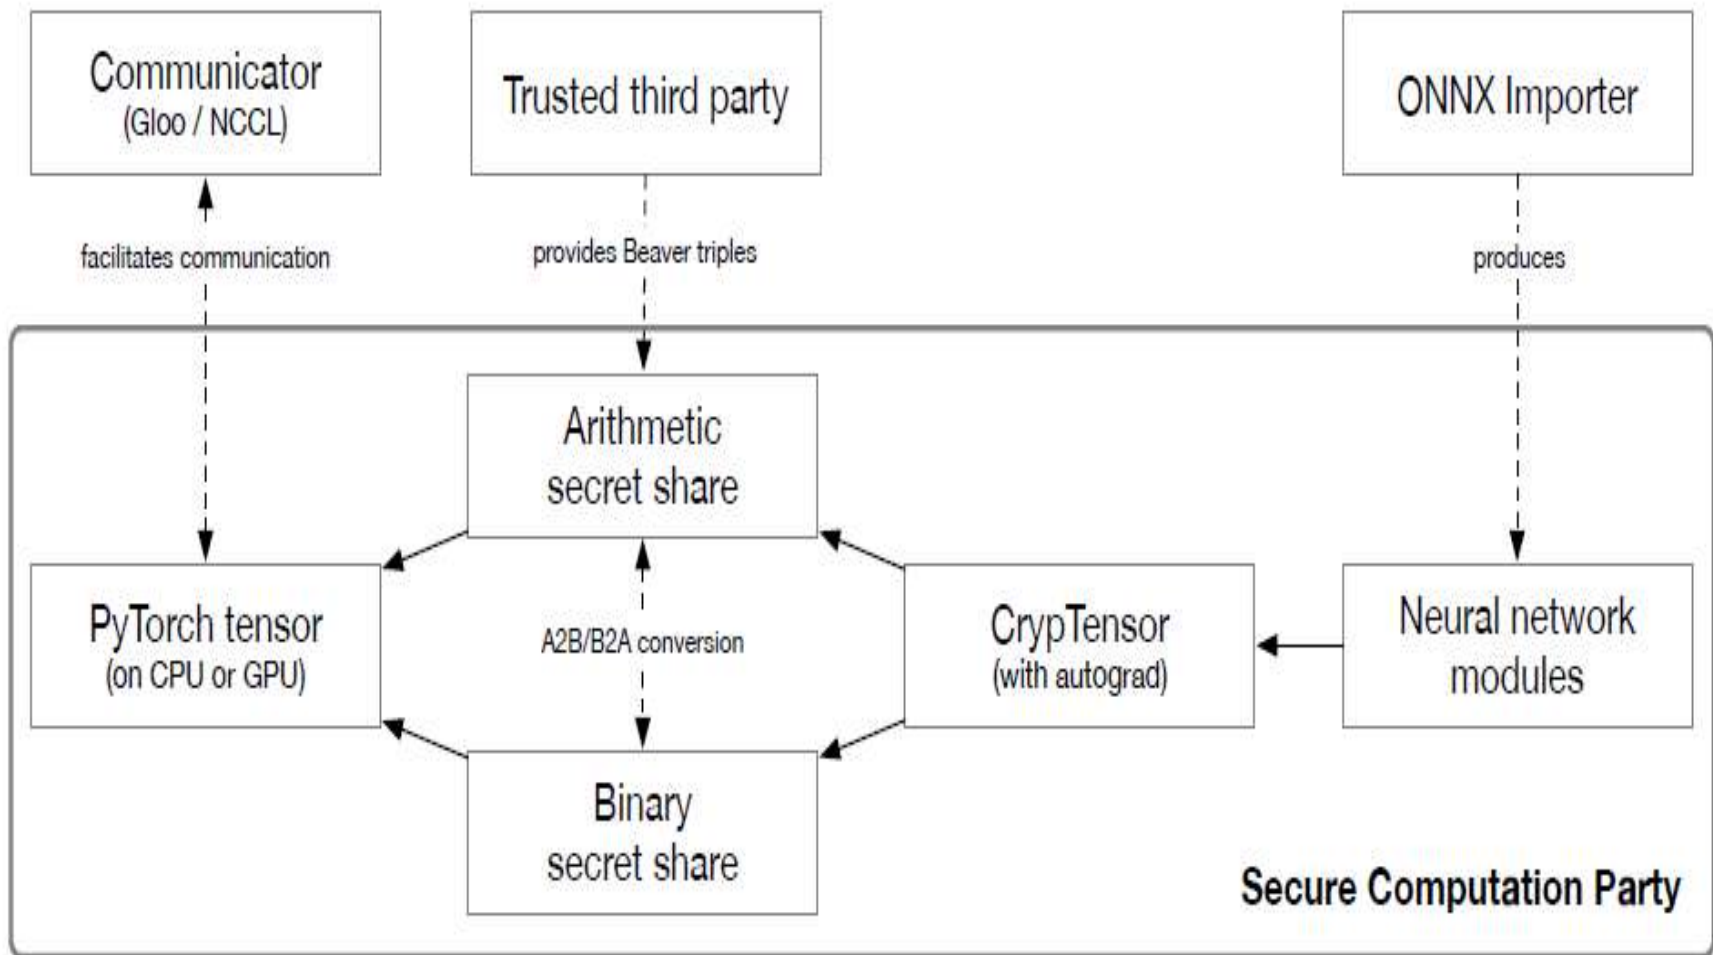 Communicator
(Gloo / NCCL)
Trusted third party
ONNX Importer
facilitates communication
provides Beaver triples
produces
Arithmetic
secret share
PyTorch tensor
(on CPU or GPU)
A2B/B2A conversion
CrypTensor
(with autograd)
Neural network
modules
Binary
secret share
Secure Computation Party